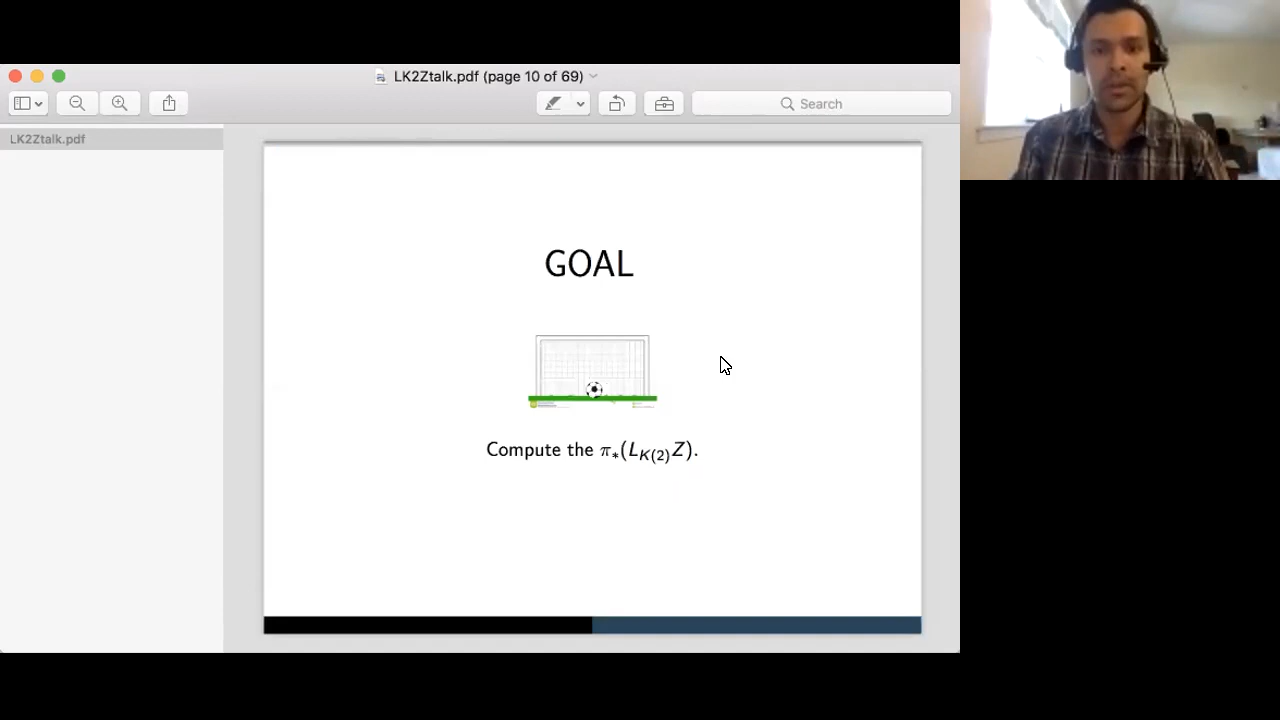 LK2Ztalk.pdf (page 10 of 69)
Search
LK2Ztalk.pdf
GOAL
Compute the π∗(L_{K(2)}Z).